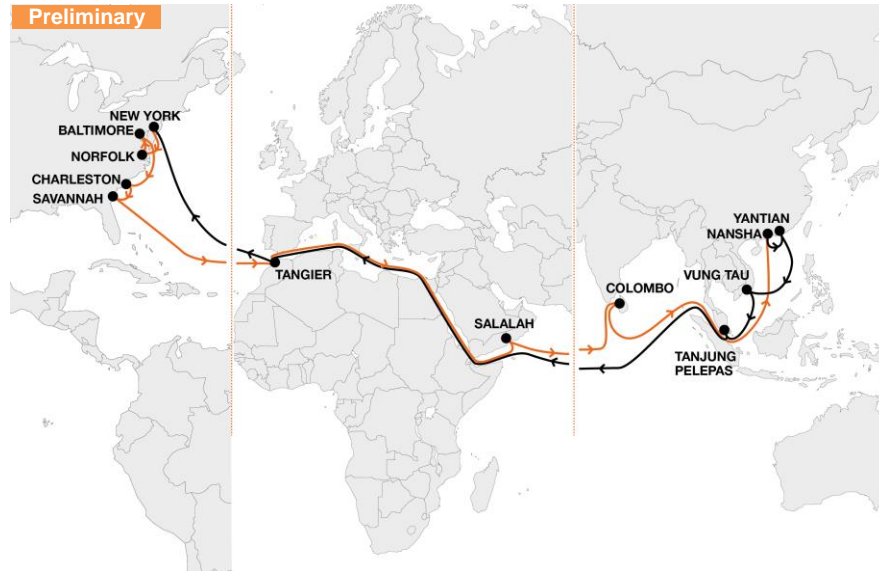 Preliminary
NEW YORK
BALTIMORE
NORFOLK
CHARLESTON
SAVANNAH
TANGIER
SALALAH
COLOMBO
YANTIAN
NANSHA
VUNG TAU
TANJUNG
PELEPAS